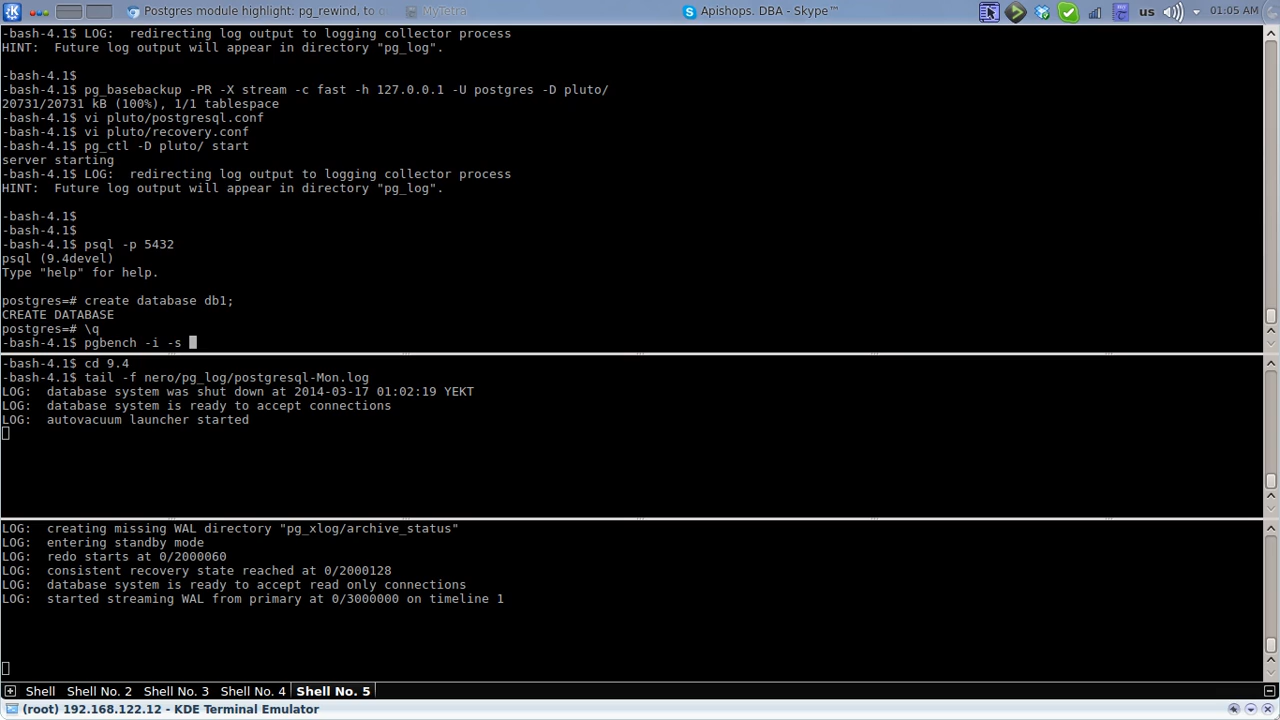 Postgres module highlight: pg_rewind, to
MyTetra
Apishops. DBA - Skype™
us
01:05 AM
-bash-4.1$ LOG:  redirecting log output to logging collector process
HINT:  Future log output will appear in directory "pg_log".
-bash-4.1$
-bash-4.1$ pg_basebackup -PR -X stream -c fast -h 127.0.0.1 -U postgres -D pluto/
20731/20731 kB (100%), 1/1 tablespace
-bash-4.1$ vi pluto/postgresql.conf
-bash-4.1$ vi pluto/recovery.conf
-bash-4.1$ pg_ctl -D pluto/ start
server starting
-bash-4.1$ LOG:  redirecting log output to logging collector process
HINT:  Future log output will appear in directory "pg_log".
-bash-4.1$
-bash-4.1$
-bash-4.1$ psql -p 5432
psql (9.4devel)
Type "help" for help.
postgres=# create database db1;
CREATE DATABASE
postgres=# \q
-bash-4.1$ pgbench -i -s
-bash-4.1$ cd 9.4
-bash-4.1$ tail -f nero/pg_log/postgresql-Mon.log
LOG:  database system was shut down at 2014-03-17 01:02:19 YEKT
LOG:  database system is ready to accept connections
LOG:  autovacuum launcher started
LOG:  creating missing WAL directory "pg_xlog/archive_status"
LOG:  entering standby mode
LOG:  redo starts at 0/2000060
LOG:  consistent recovery state reached at 0/2000128
LOG:  database system is ready to accept read only connections
LOG:  started streaming WAL from primary at 0/3000000 on timeline 1
Shell
Shell No. 2
Shell No. 3
Shell No. 4
Shell No. 5
(root) 192.168.122.12 - KDE Terminal Emulator